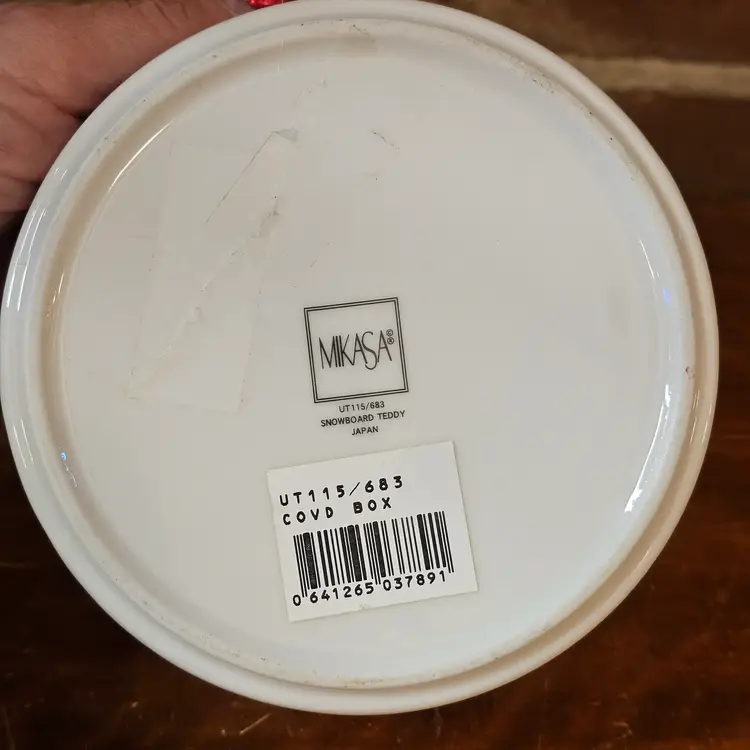 MIKASA©®
UT115/683
SNOWBOARD TEDDY
JAPAN
UT115/683
COVD BOX
0 641265 037891